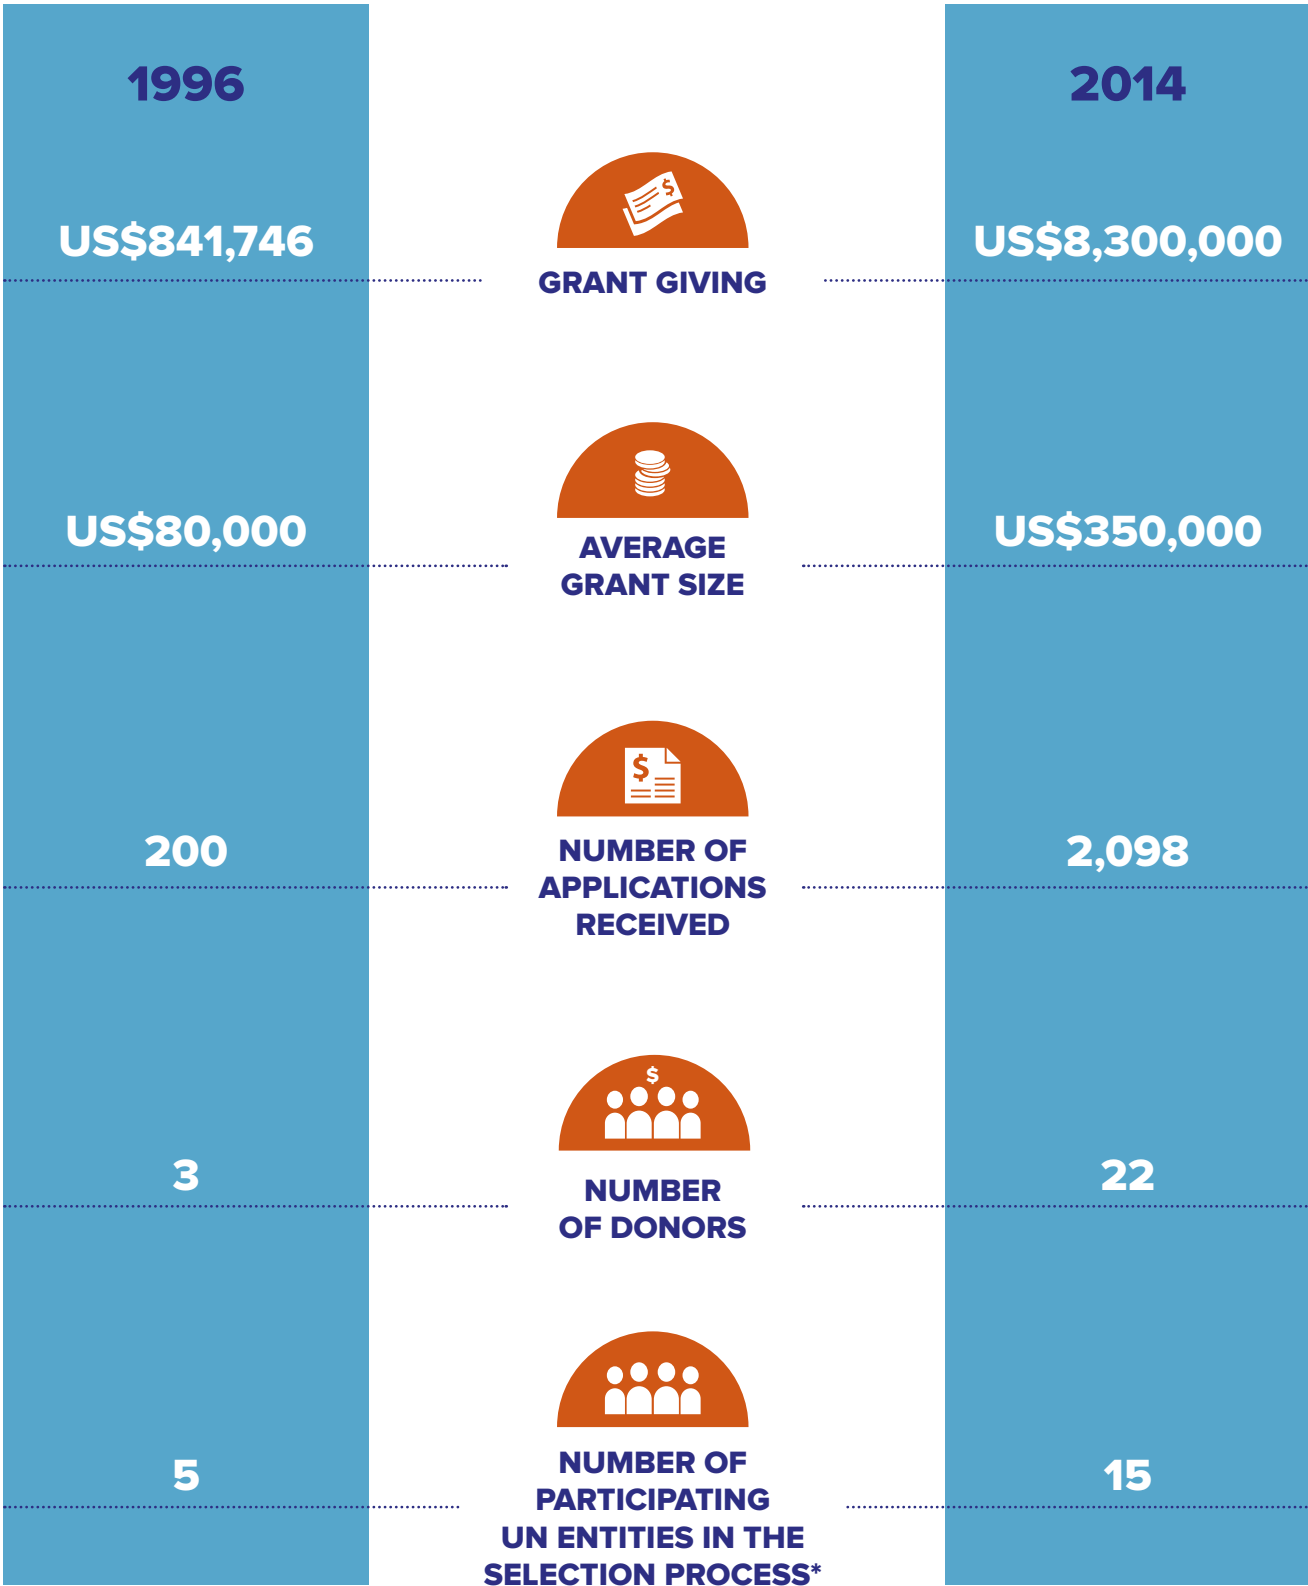 1996
2014
US$841,746
GRANT GIVING
US$8,300,000
US$80,000
AVERAGE
GRANT SIZE
US$350,000
200
NUMBER OF
APPLICATIONS
RECEIVED
2,098
3
NUMBER
OF DONORS
22
5
NUMBER OF
PARTICIPATING
UN ENTITIES IN THE
SELECTION PROCESS*
15